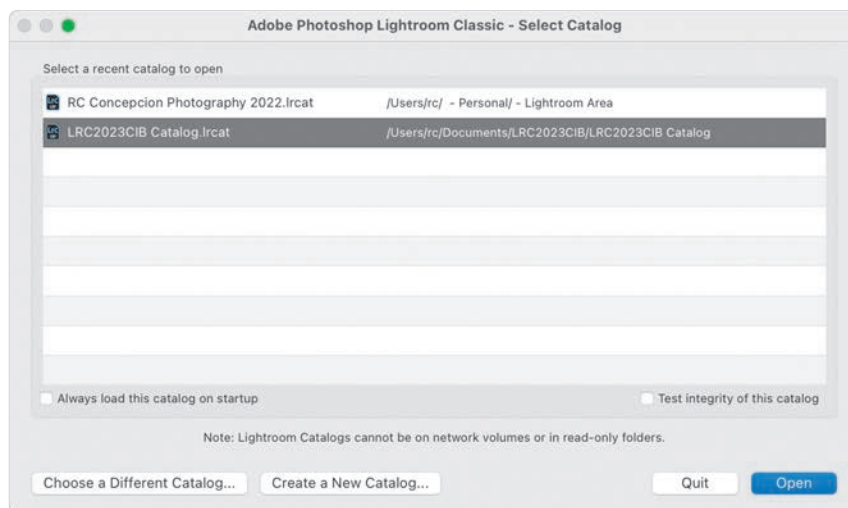 Adobe Photoshop Lightroom Classic - Select Catalog
Select a recent catalog to open
RC Concepcion Photography 2022.lrcat /Users/rc/ - Personal/ - Lightroom Area
LRC2023CIB Catalog.lrcat /Users/rc/Documents/LRC2023CIB/LRC2023CIB Catalog
Always load this catalog on startup Test integrity of this catalog
Note: Lightroom Catalogs cannot be on network volumes or in read-only folders.
Choose a Different Catalog... Create a New Catalog... Quit Open